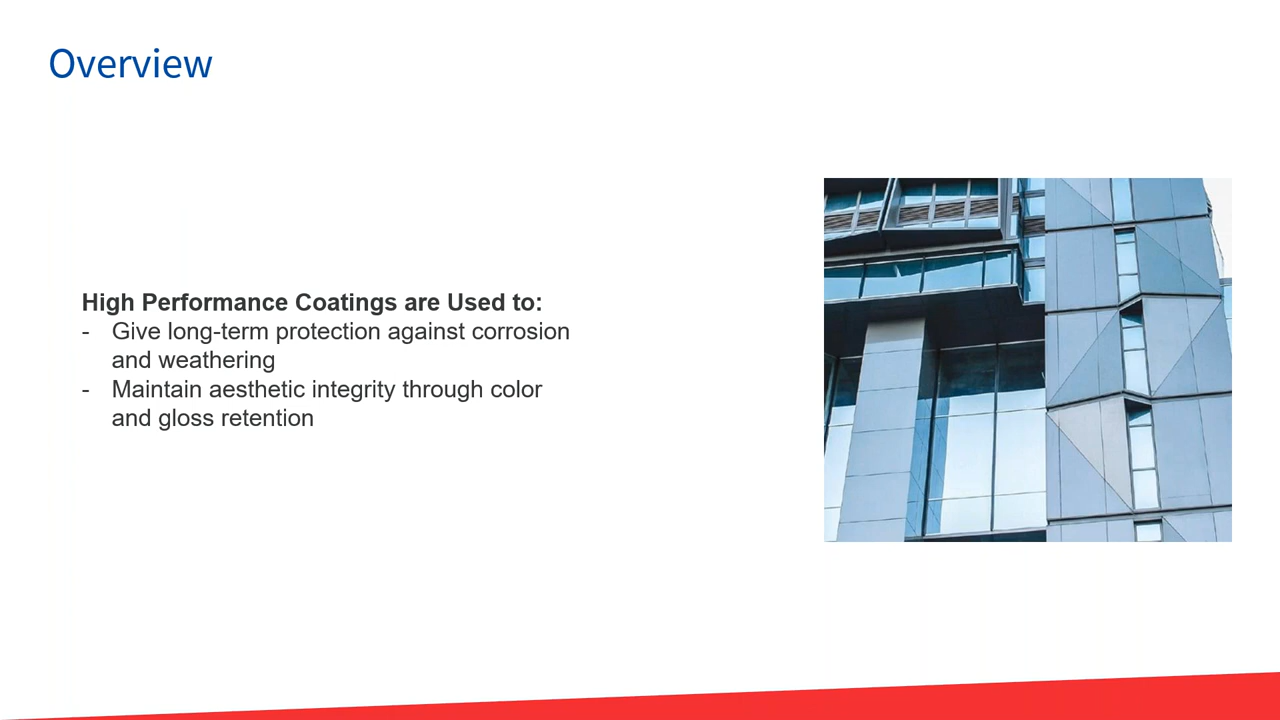 Overview
High Performance Coatings are Used to:
- Give long-term protection against corrosion
and weathering
- Maintain aesthetic integrity through color
and gloss retention